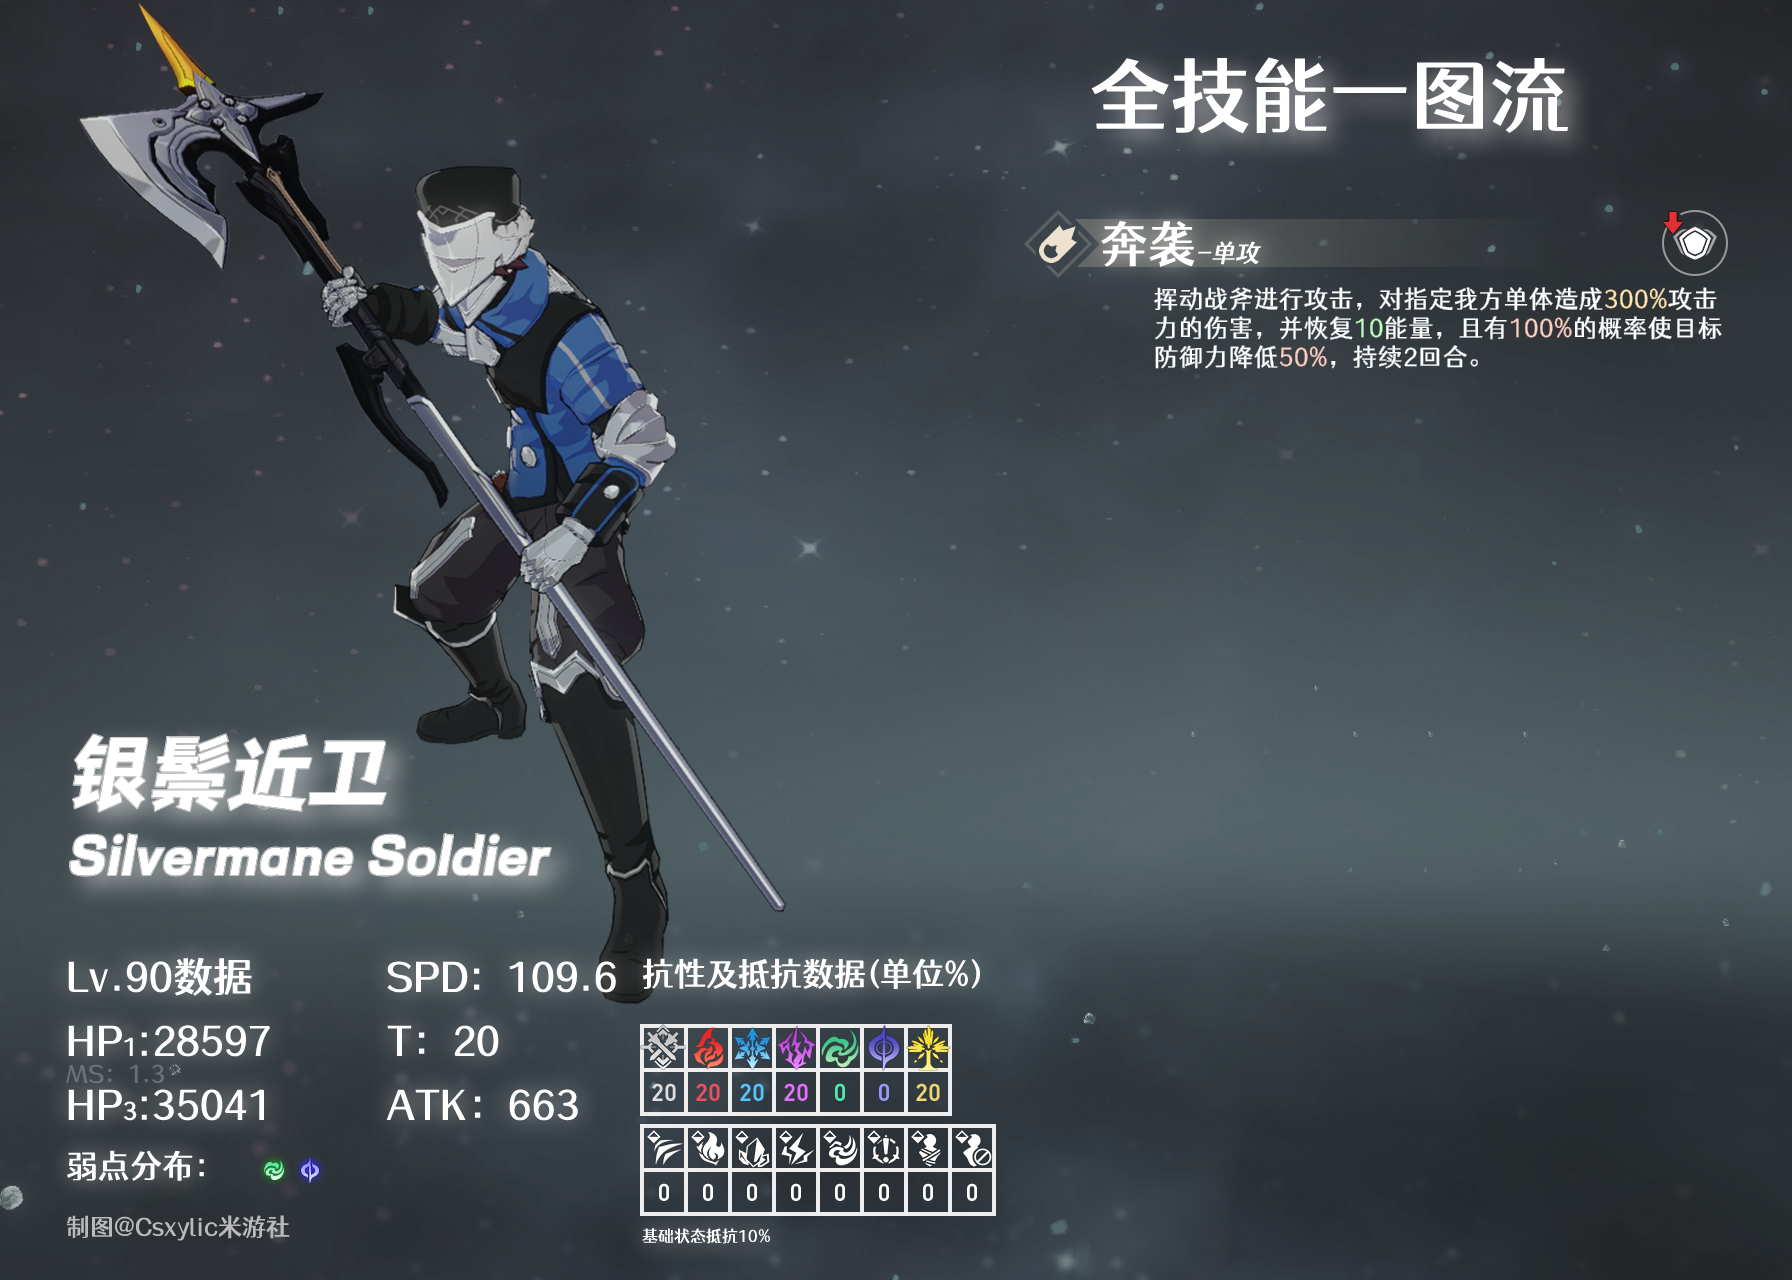 全技能一图流
奔袭-单攻
挥动战斧进行攻击，对指定我方单体造成300%攻击
力的伤害，并恢复10能量，且有100%的概率使目标
防御力降低50%，持续2回合。
银鬃近卫
Silvermane Soldier
Lv.90数据
SPD：109.6
HP₁:28597
T：20
MS：1.3
HP₃:35041
ATK：663
弱点分布：
制图@Csxylic米游社
抗性及抵抗数据(单位%)
20 20 20 20 0 0 20
0 0 0 0 0 0 0 0
基础状态抵抗10%